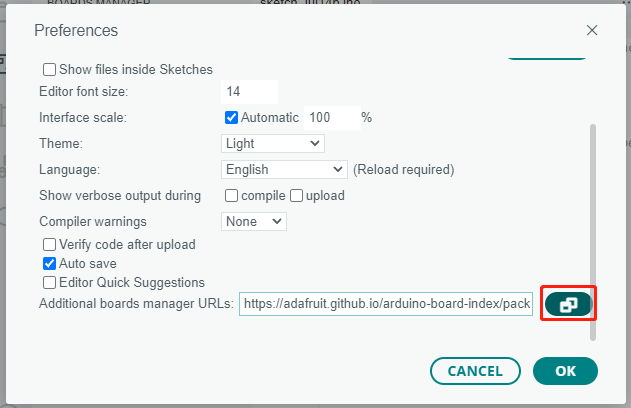 Preferences
Show files inside Sketches
Editor font size: 14
Interface scale: Automatic 100 %
Theme: Light
Language: English (Reload required)
Show verbose output during compile upload
Compiler warnings None
Verify code after upload
Auto save
Editor Quick Suggestions
Additional boards manager URLs: https://adafruit.github.io/arduino-board-index/pack
CANCEL OK